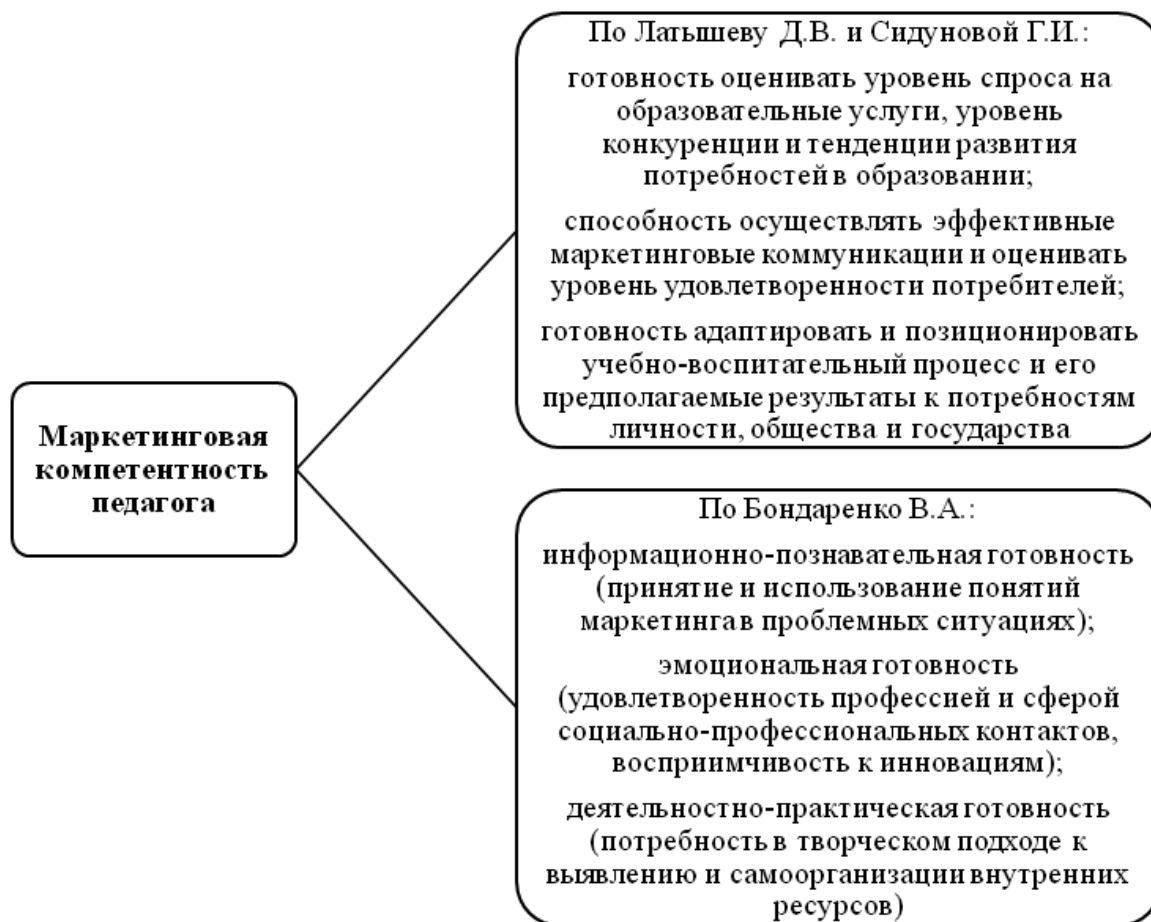 Маркетинговая
компетентность
педагога
По Латышеву Д.В. и Сидуновой Г.И.:
готовность оценивать уровень спроса на
образовательные услуги, уровень
конкуренции и тенденции развития
потребностей в образовании;
способность осуществлять эффективные
маркетинговые коммуникации и оценивать
уровень удовлетворенности потребителей;
готовность адаптировать и позиционировать
учебно-воспитательный процесс и его
предполагаемые результаты к потребностям
личности, общества и государства
По Бондаренко В.А.:
информационно-познавательная готовность
(принятие и использование понятий
маркетинга в проблемных ситуациях);
эмоциональная готовность
(удовлетворенность профессией и сферой
социально-профессиональных контактов,
восприимчивость к инновациям);
деятельностно-практическая готовность
(потребность в творческом подходе к
выявлению и самоорганизации внутренних
ресурсов)